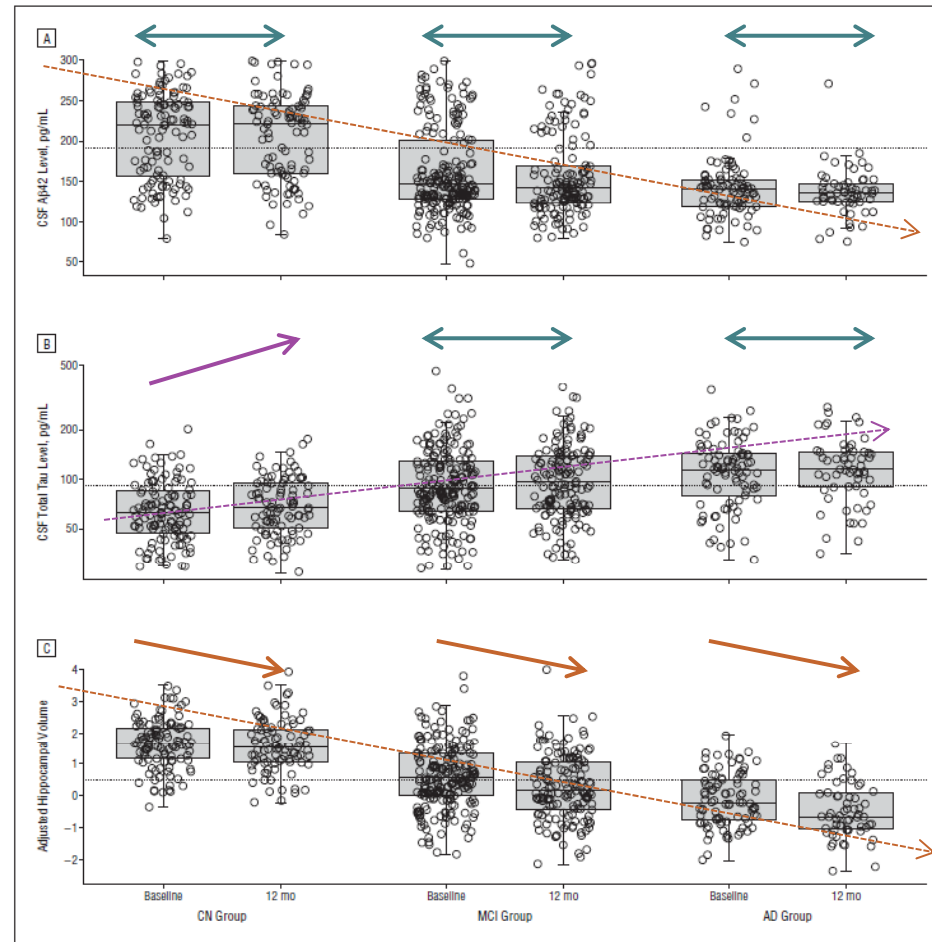 A
300
250
200
150
100
50
CSF Aβ42 Level, pg/mL
B
500
200
100
50
CSF Total Tau Level, pg/mL
C
4
3
2
1
0
−1
−2
Adjusted Hippocampal Volume
Baseline 12 mo Baseline 12 mo Baseline 12 mo
CN Group MCI Group AD Group